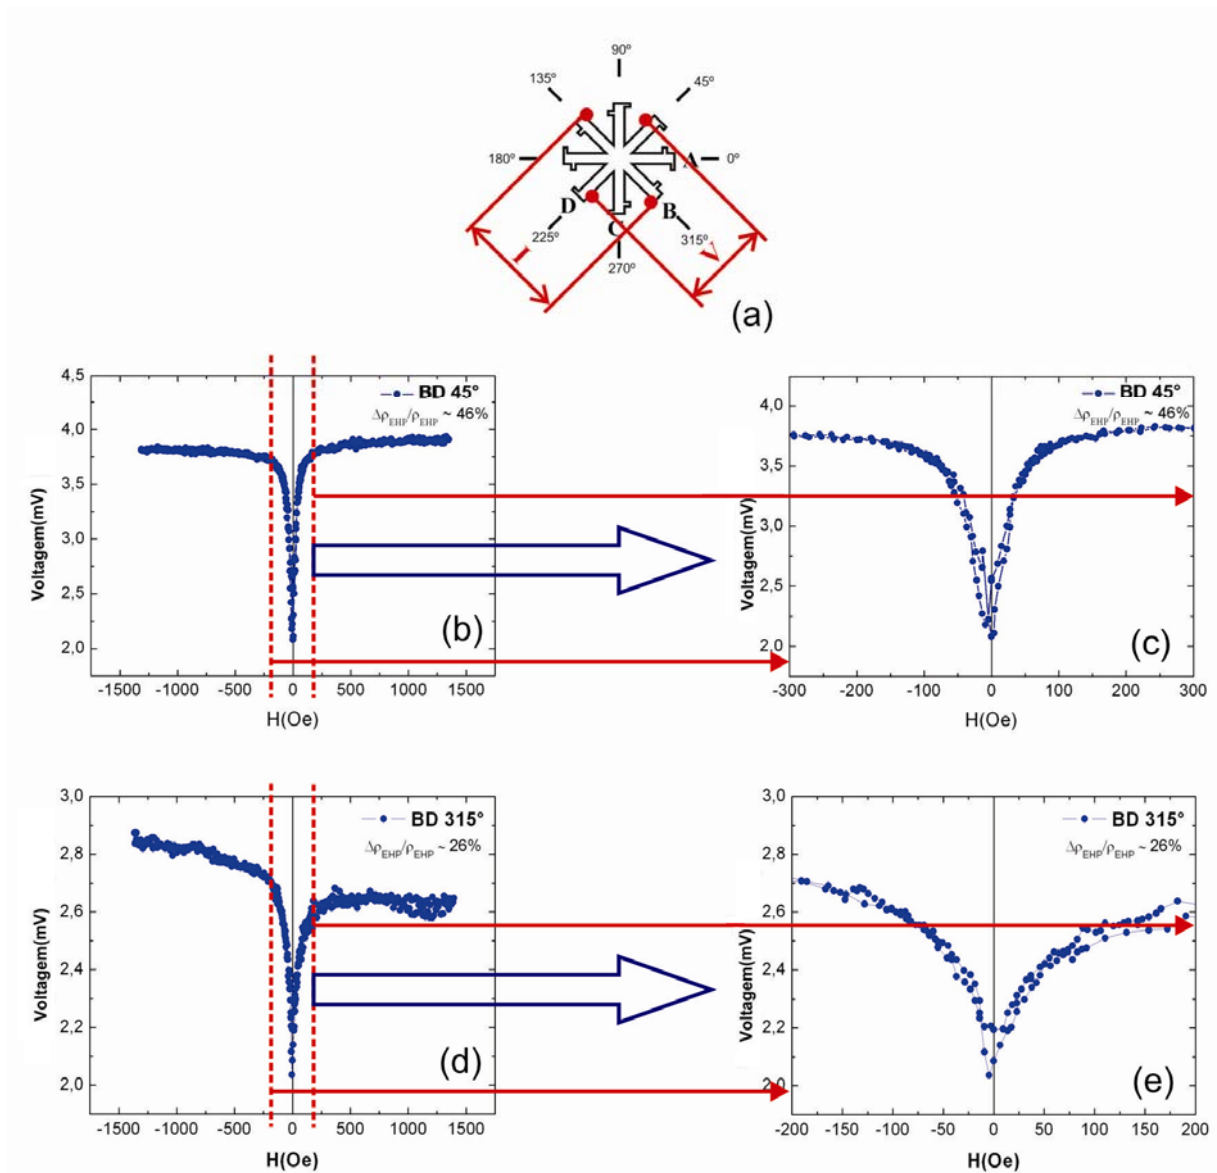 90º
135º
45º
180º
A
0º
D
B
225º
C
315º
I
V
270º
(a)
4,5
4,0
3,5
3,0
2,5
2,0
Voltagem(mV)
BD 45°
Δρ_EHP/ρ_EHP ~ 46%
(b)
-1500 -1000 -500 0 500 1000 1500
H(Oe)
4,0
3,5
3,0
2,5
2,0
Voltagem(mV)
BD 45°
Δρ_EHP/ρ_EHP ~ 46%
(c)
-300 -200 -100 0 100 200 300
H(Oe)
3,0
2,8
2,6
2,4
2,2
2,0
Voltagem(mV)
BD 315°
Δρ_EHP/ρ_EHP ~ 26%
(d)
-1500 -1000 -500 0 500 1000 1500
H(Oe)
3,0
2,8
2,6
2,4
2,2
2,0
Voltagem(mV)
BD 315°
Δρ_EHP/ρ_EHP ~ 26%
(e)
-200 -150 -100 -50 0 50 100 150 200
H(Oe)